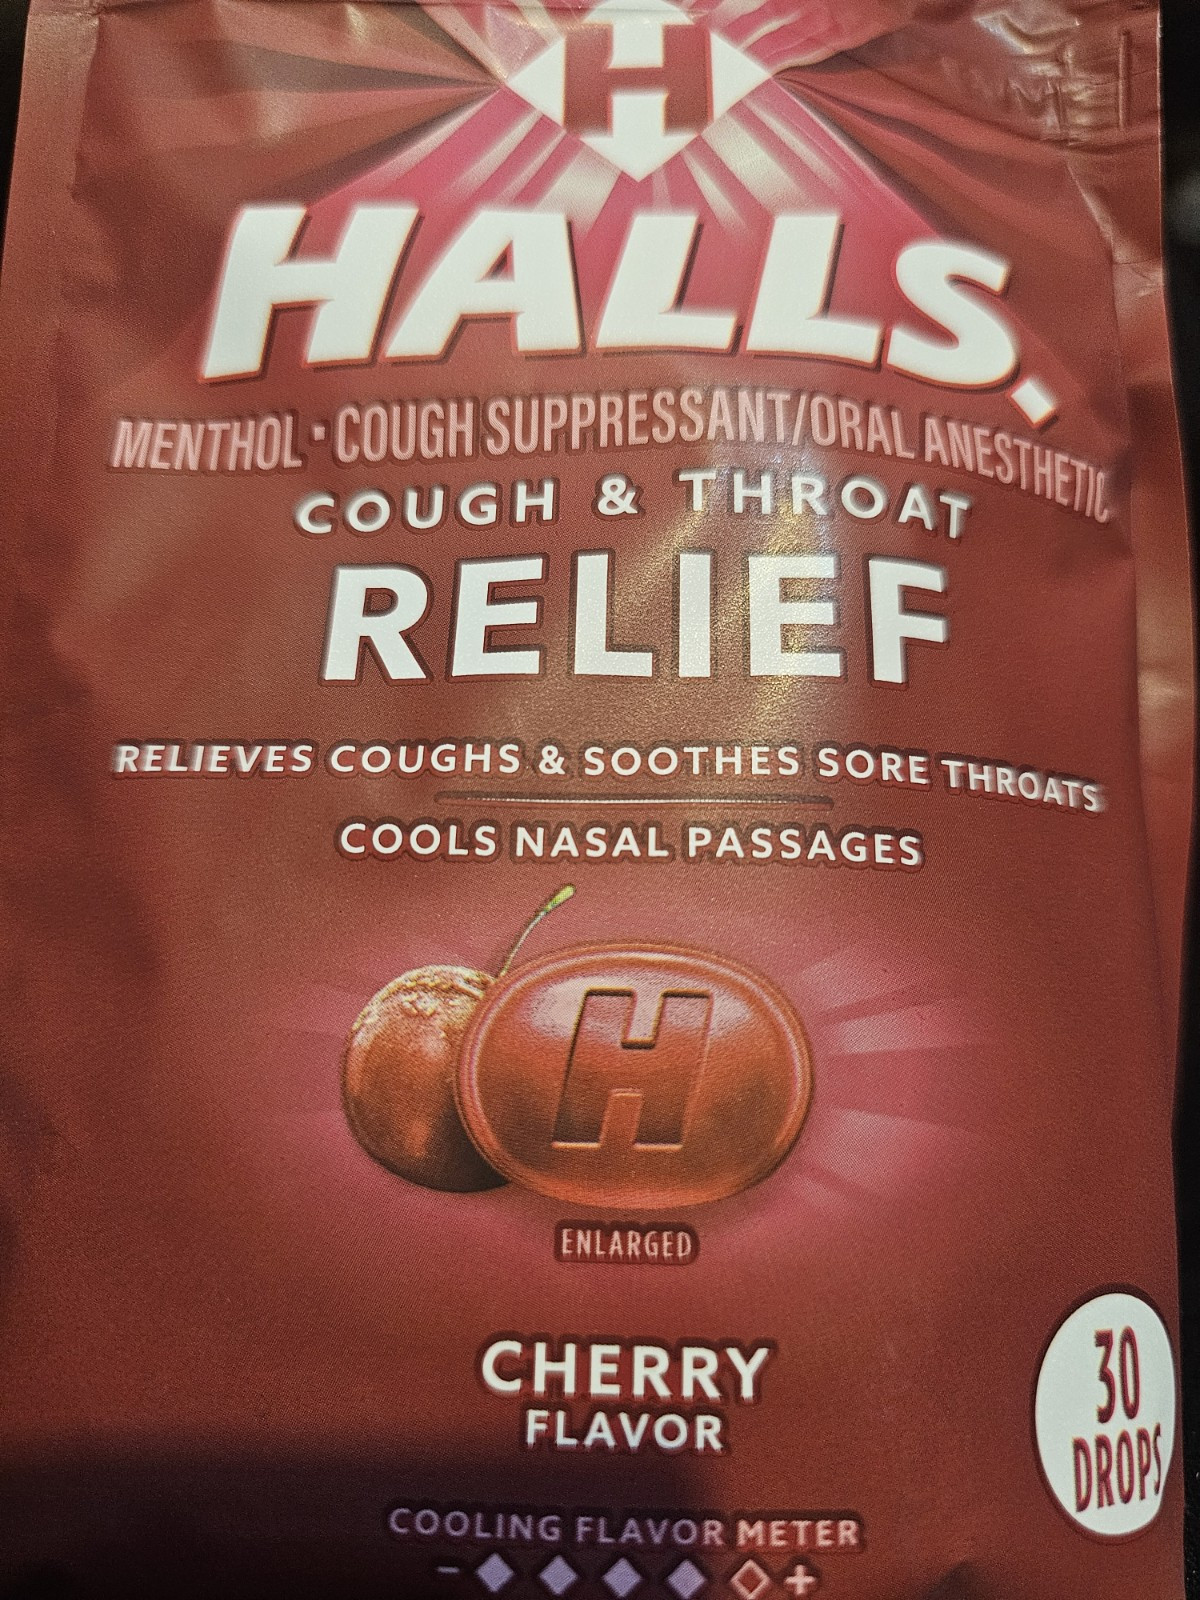 H
HALLS.
MENTHOL • COUGH SUPPRESSANT/ORAL ANESTHETIC
COUGH & THROAT
RELIEF
RELIEVES COUGHS & SOOTHES SORE THROATS
COOLS NASAL PASSAGES
H
ENLARGED
CHERRY
FLAVOR
30
DROPS
COOLING FLAVOR METER
- +